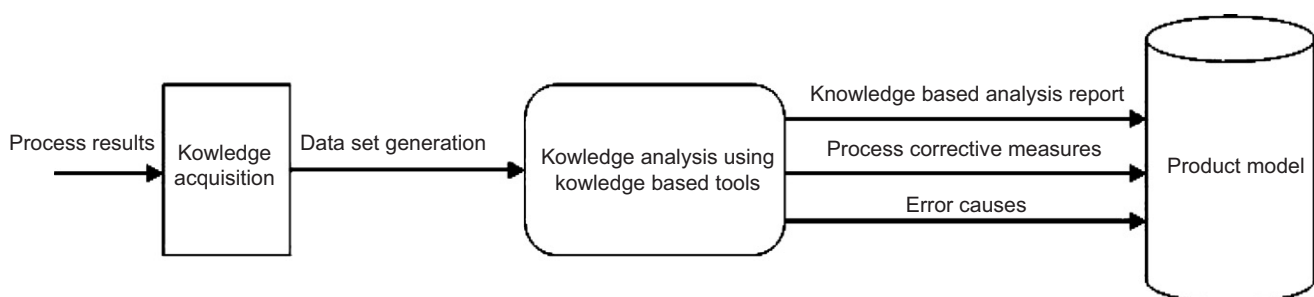 Process results
Kowledge
acquisition
Data set generation
Kowledge analysis using
kowledge based tools
Knowledge based analysis report
Process corrective measures
Error causes
Product model